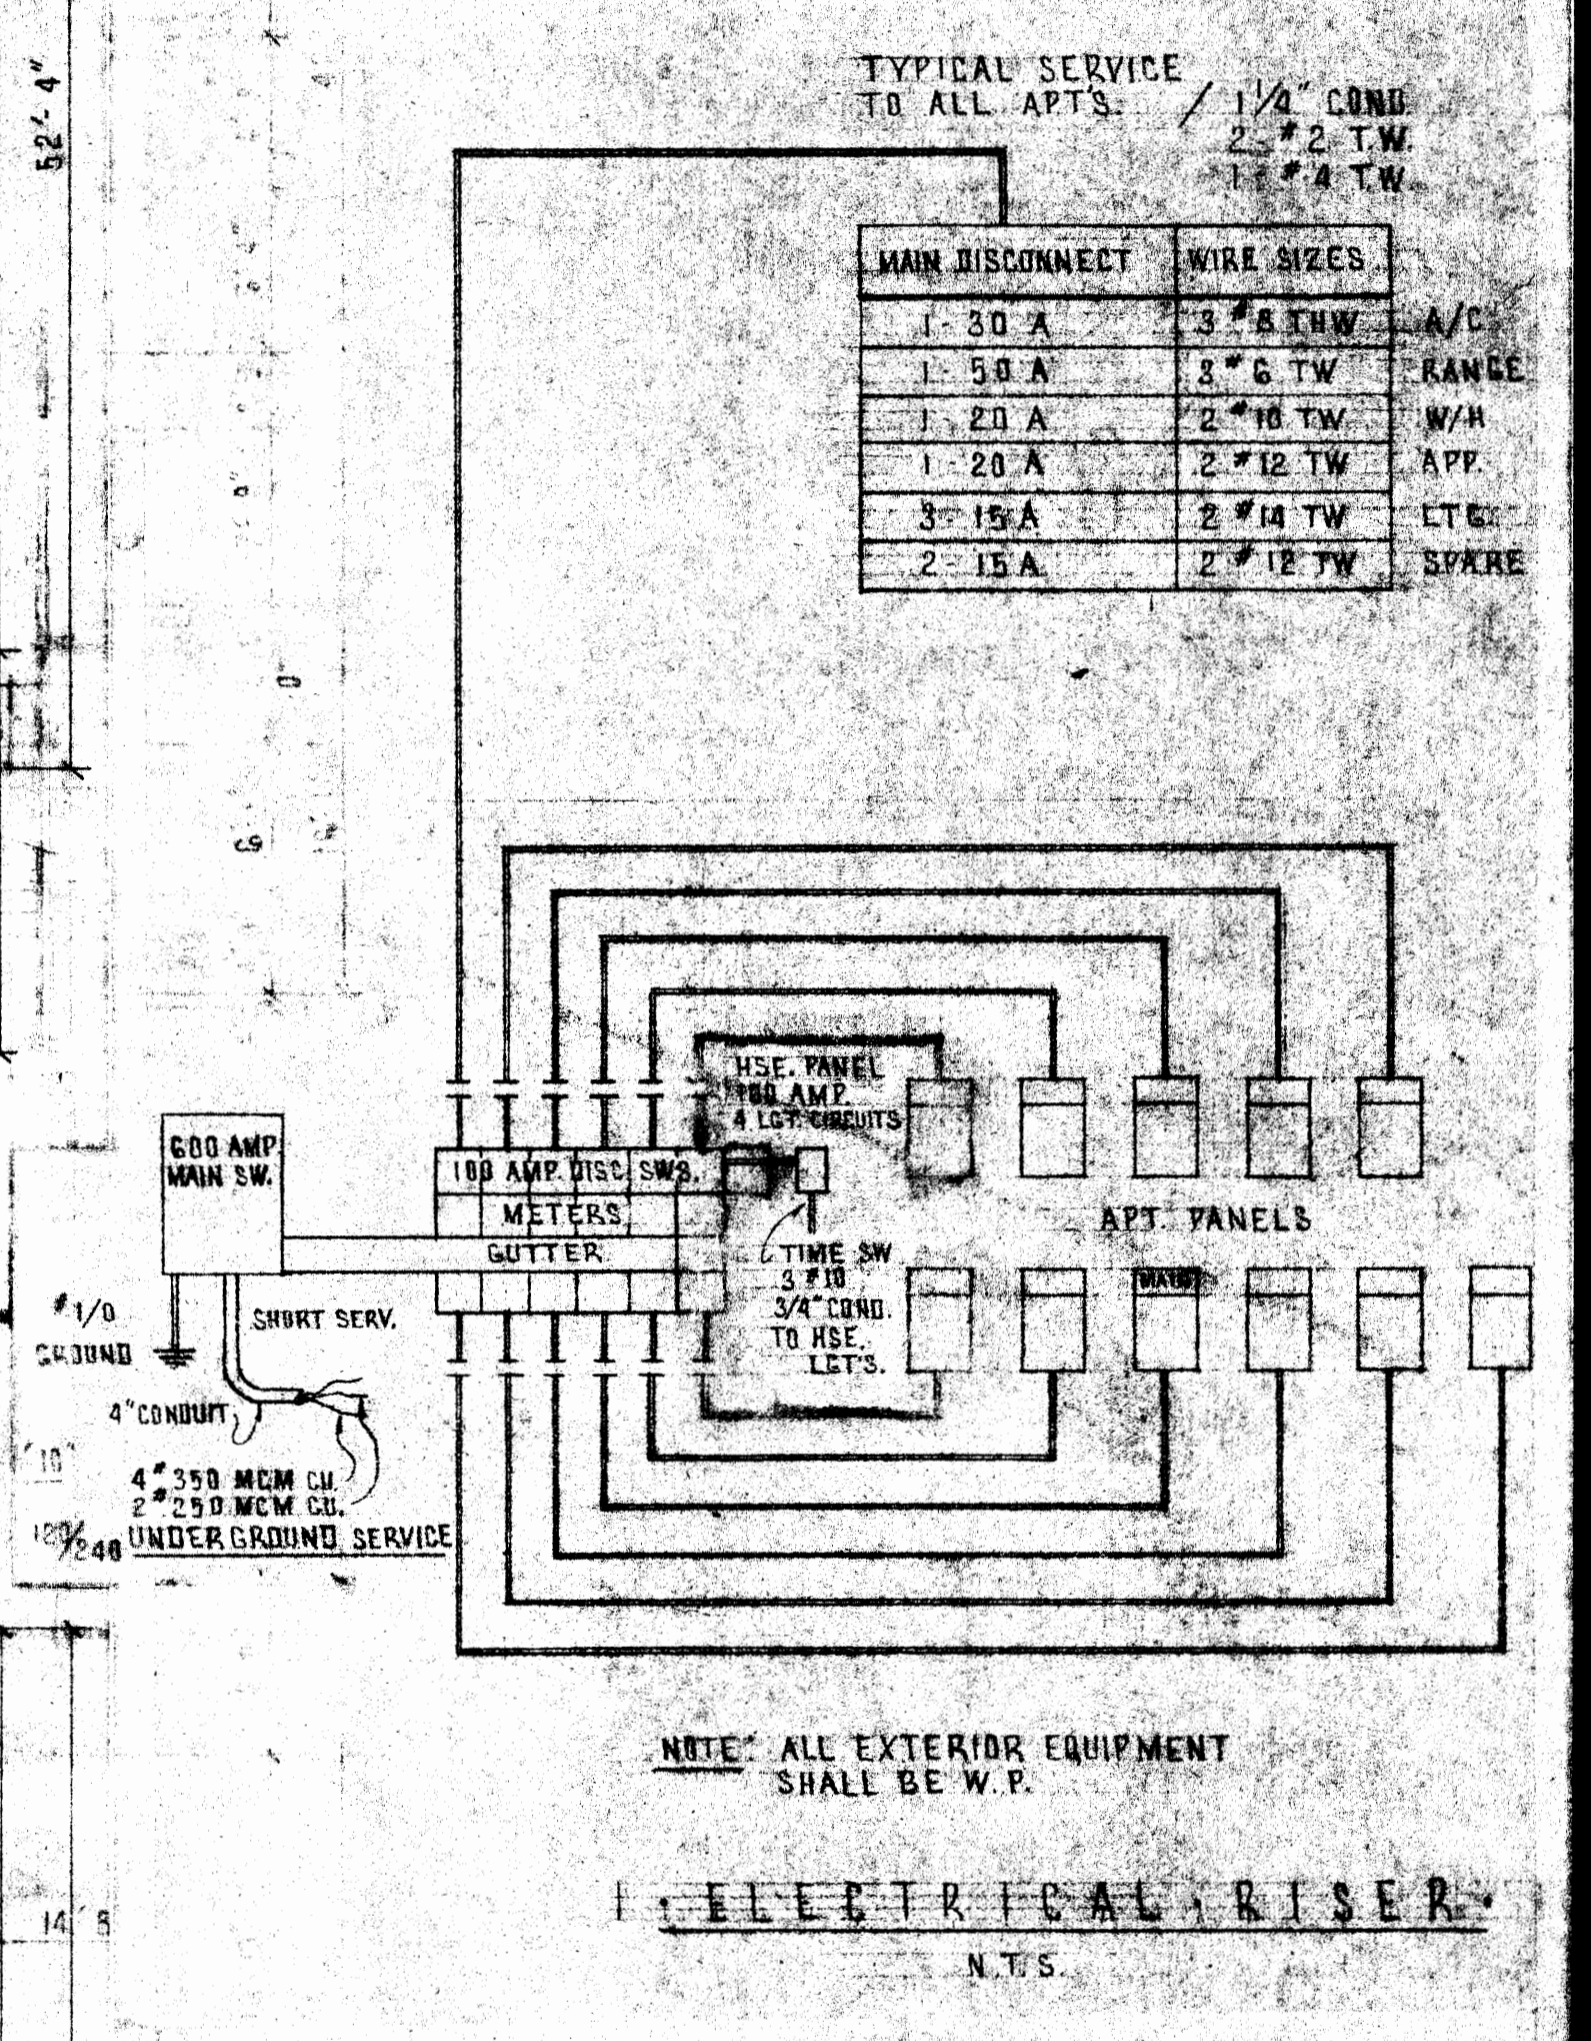 52'- 4"
TYPICAL SERVICE
TO ALL APT'S. / 1 1/4" COND.
2 - #2 T.W.
1 - #4 T.W.
MAIN DISCONNECT WIRE SIZES
1 - 30 A 3 #8 THW A/C
1 - 50 A 3 #6 TW RANGE
1 - 20 A 2 #10 TW W/H
1 - 20 A 2 #12 TW APP.
3 - 15 A 2 #14 TW LTG.
2 - 15 A 2 #12 TW SPARE
HSE. PANEL
100 AMP.
4 LGT. CIRCUITS
600 AMP.
MAIN SW.
100 AMP. DISC. SWS.
METERS
GUTTER
APT. PANELS
TIME SW
3 #10
3/4" COND.
TO HSE.
LGT'S.
MAIN
#1/0
GROUND
SHORT SERV.
4" CONDUIT
4 #350 MCM CU.
2 #250 MCM CU.
120/240 UNDERGROUND SERVICE
NOTE: ALL EXTERIOR EQUIPMENT
SHALL BE W.P.
ELECTRICAL RISER
N.T.S.